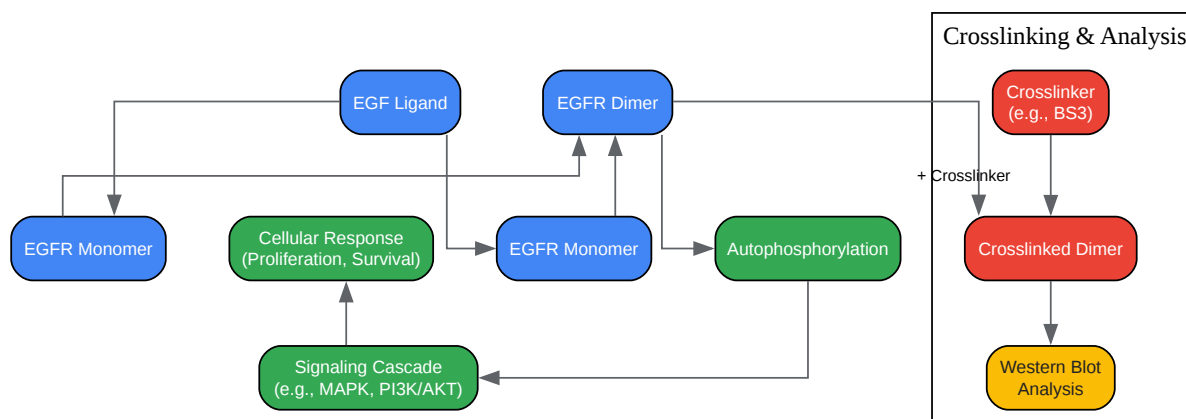 Crosslinking & Analysis
EGF Ligand
EGFR Dimer
Crosslinker
(e.g., BS3)
+ Crosslinker
EGFR Monomer
Cellular Response
(Proliferation, Survival)
EGFR Monomer
Autophosphorylation
Crosslinked Dimer
Signaling Cascade
(e.g., MAPK, PI3K/AKT)
Western Blot
Analysis